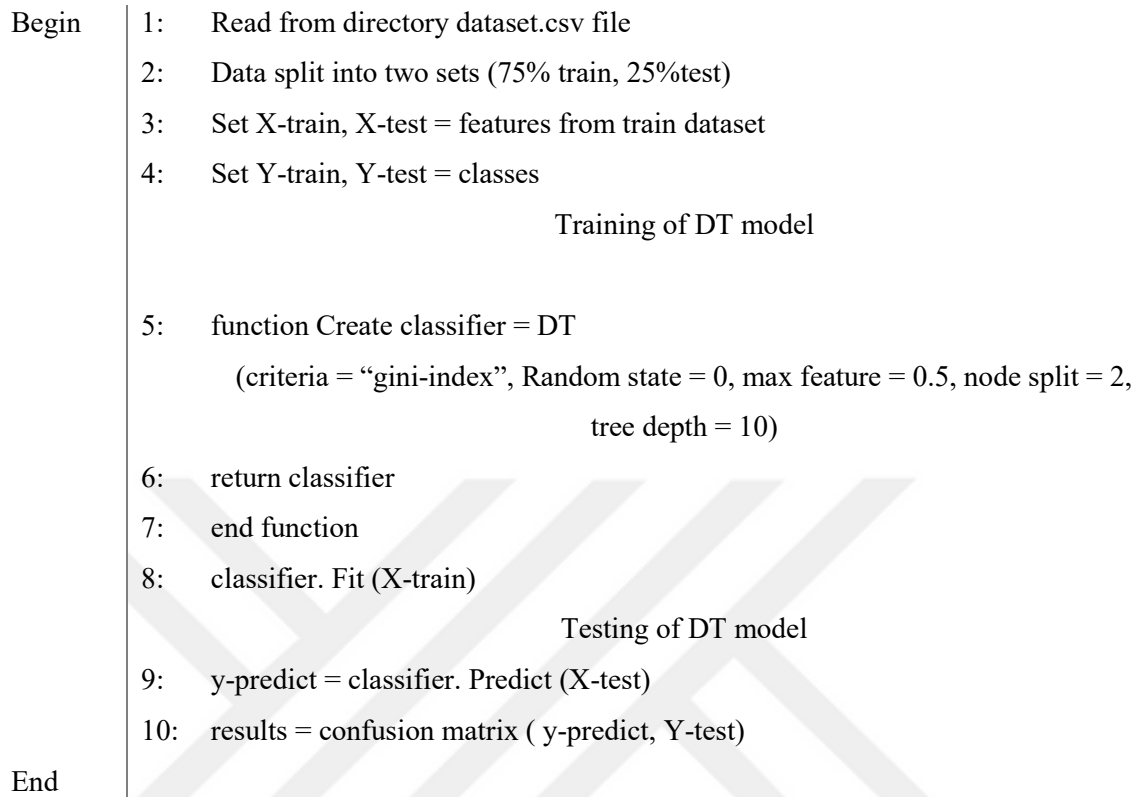 Begin 1: Read from directory dataset.csv file
2: Data split into two sets (75% train, 25%test)
3: Set X-train, X-test = features from train dataset
4: Set Y-train, Y-test = classes
Training of DT model
5: function Create classifier = DT
(criteria = “gini-index”, Random state = 0, max feature = 0.5, node split = 2,
tree depth = 10)
6: return classifier
7: end function
8: classifier. Fit (X-train)
Testing of DT model
9: y-predict = classifier. Predict (X-test)
10: results = confusion matrix ( y-predict, Y-test)
End